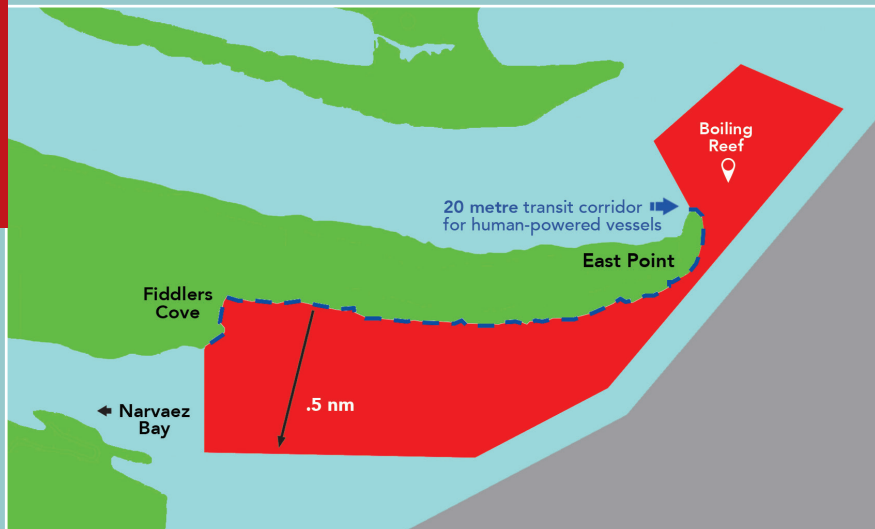 Boiling
Reef
20 metre transit corridor
for human-powered vessels
East Point
Fiddlers
Cove
.5 nm
Narvaez
Bay